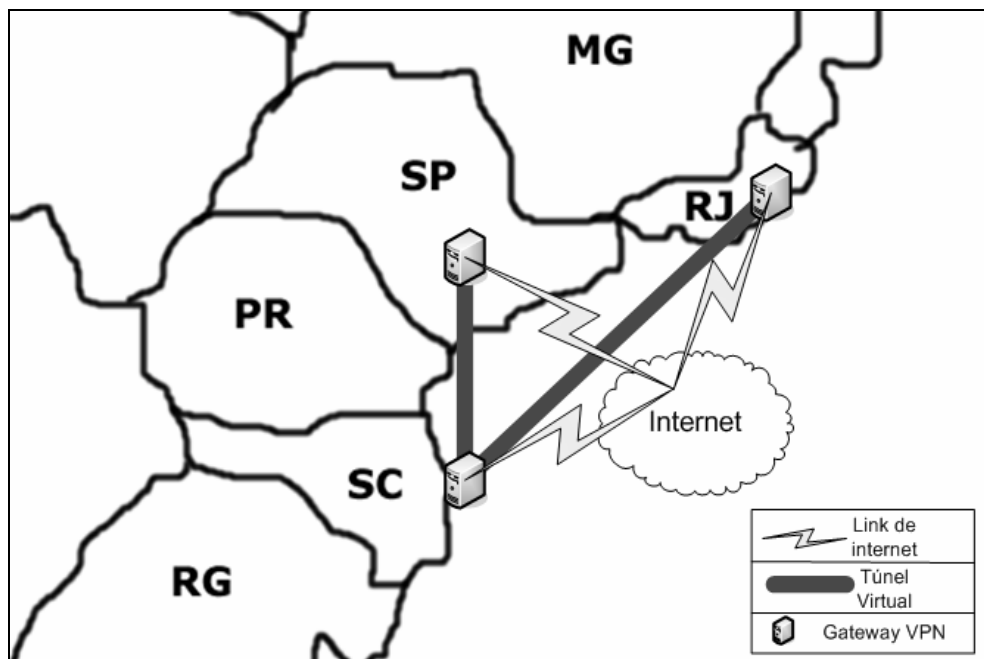 MG
SP
RJ
PR
Internet
SC
RG
Link de
internet
Túnel
Virtual
Gateway VPN